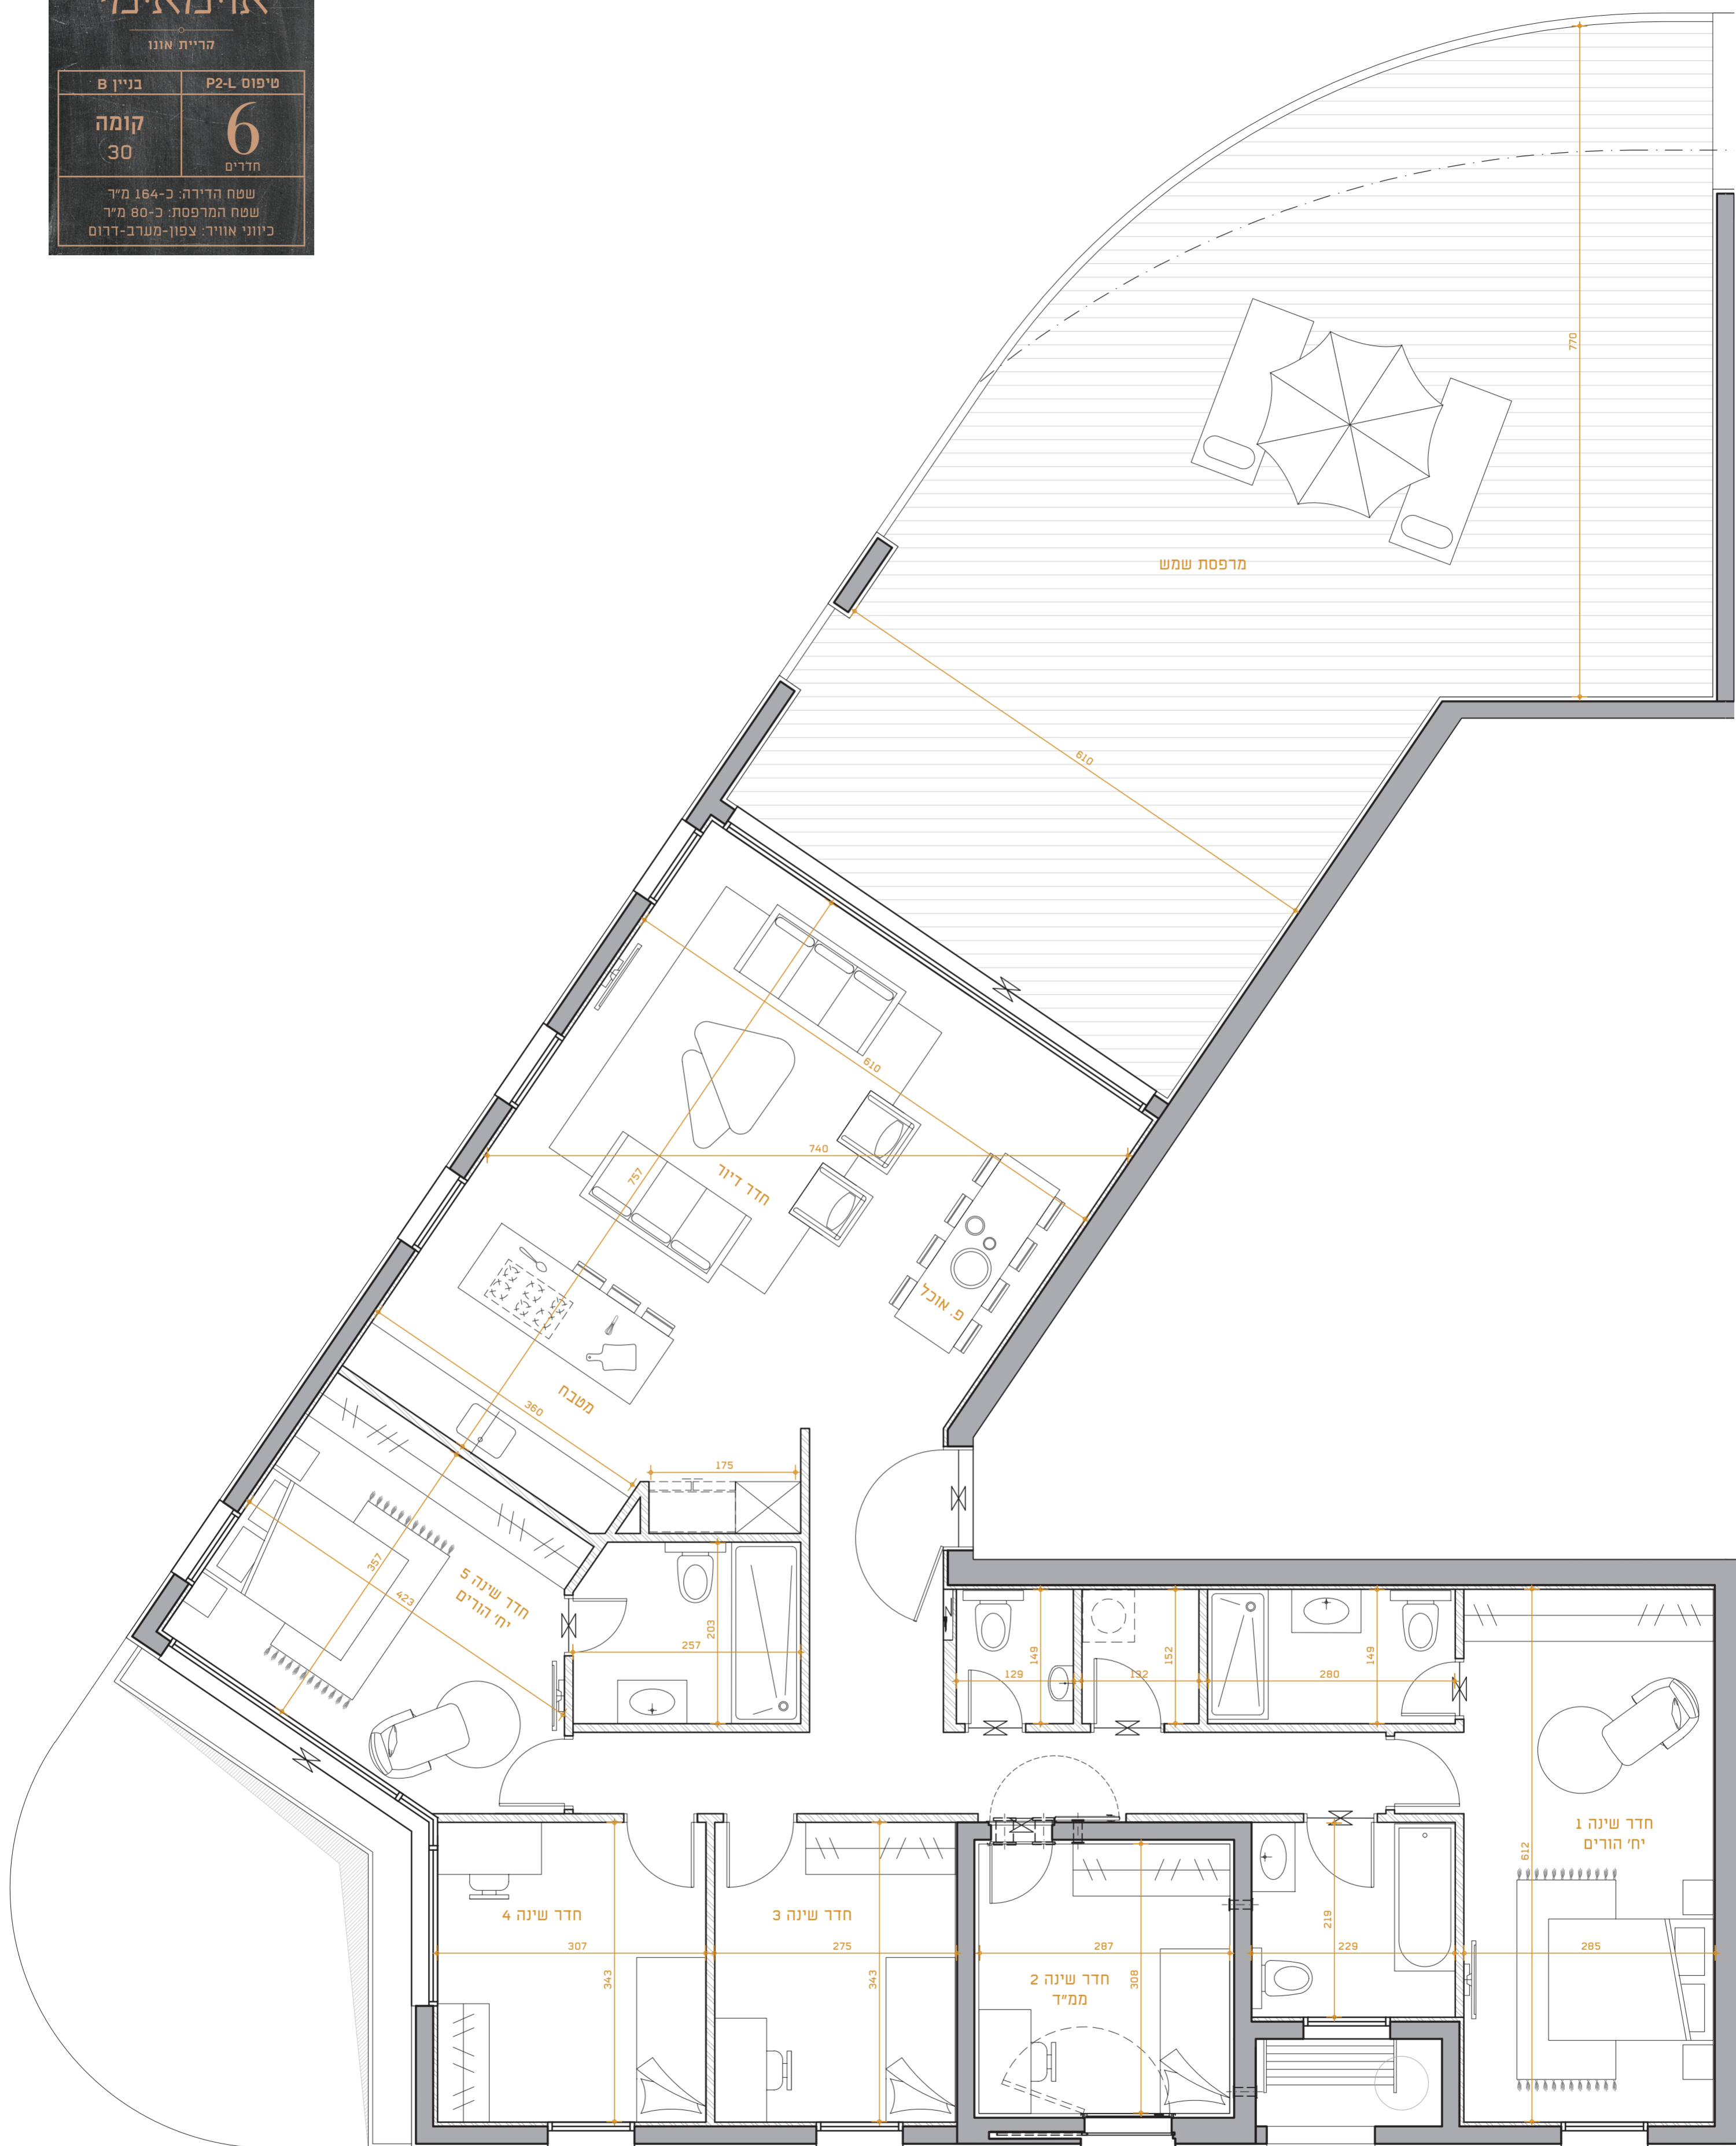 קריית אונו
טיפוס P2-L
בניין B
6
חדרים
קומה
30
שטח הדירה: כ-164 מ״ר
שטח המרפסת: כ-80 מ״ר
כיווני אוויר: צפון-מערב-דרום
770
מרפסת שמש
610
610
740
757
חדר דיור
פ. אוכל
מטבח
360
175
חדר שינה 5
יח׳ הורים
357
423
203
257
149
129
152
132
149
280
חדר שינה 1
יח׳ הורים
612
285
חדר שינה 4
307
343
חדר שינה 3
275
343
287
חדר שינה 2
ממ״ד
308
219
229